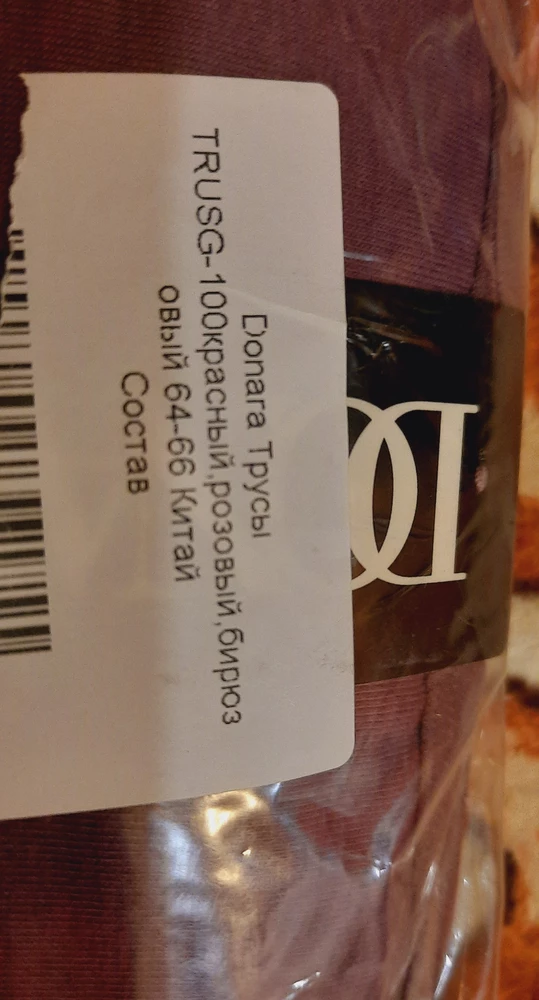 Donara Трусы
TRUSG-100красный,розовый,бирюз
овый 64-66 Китай
Состав